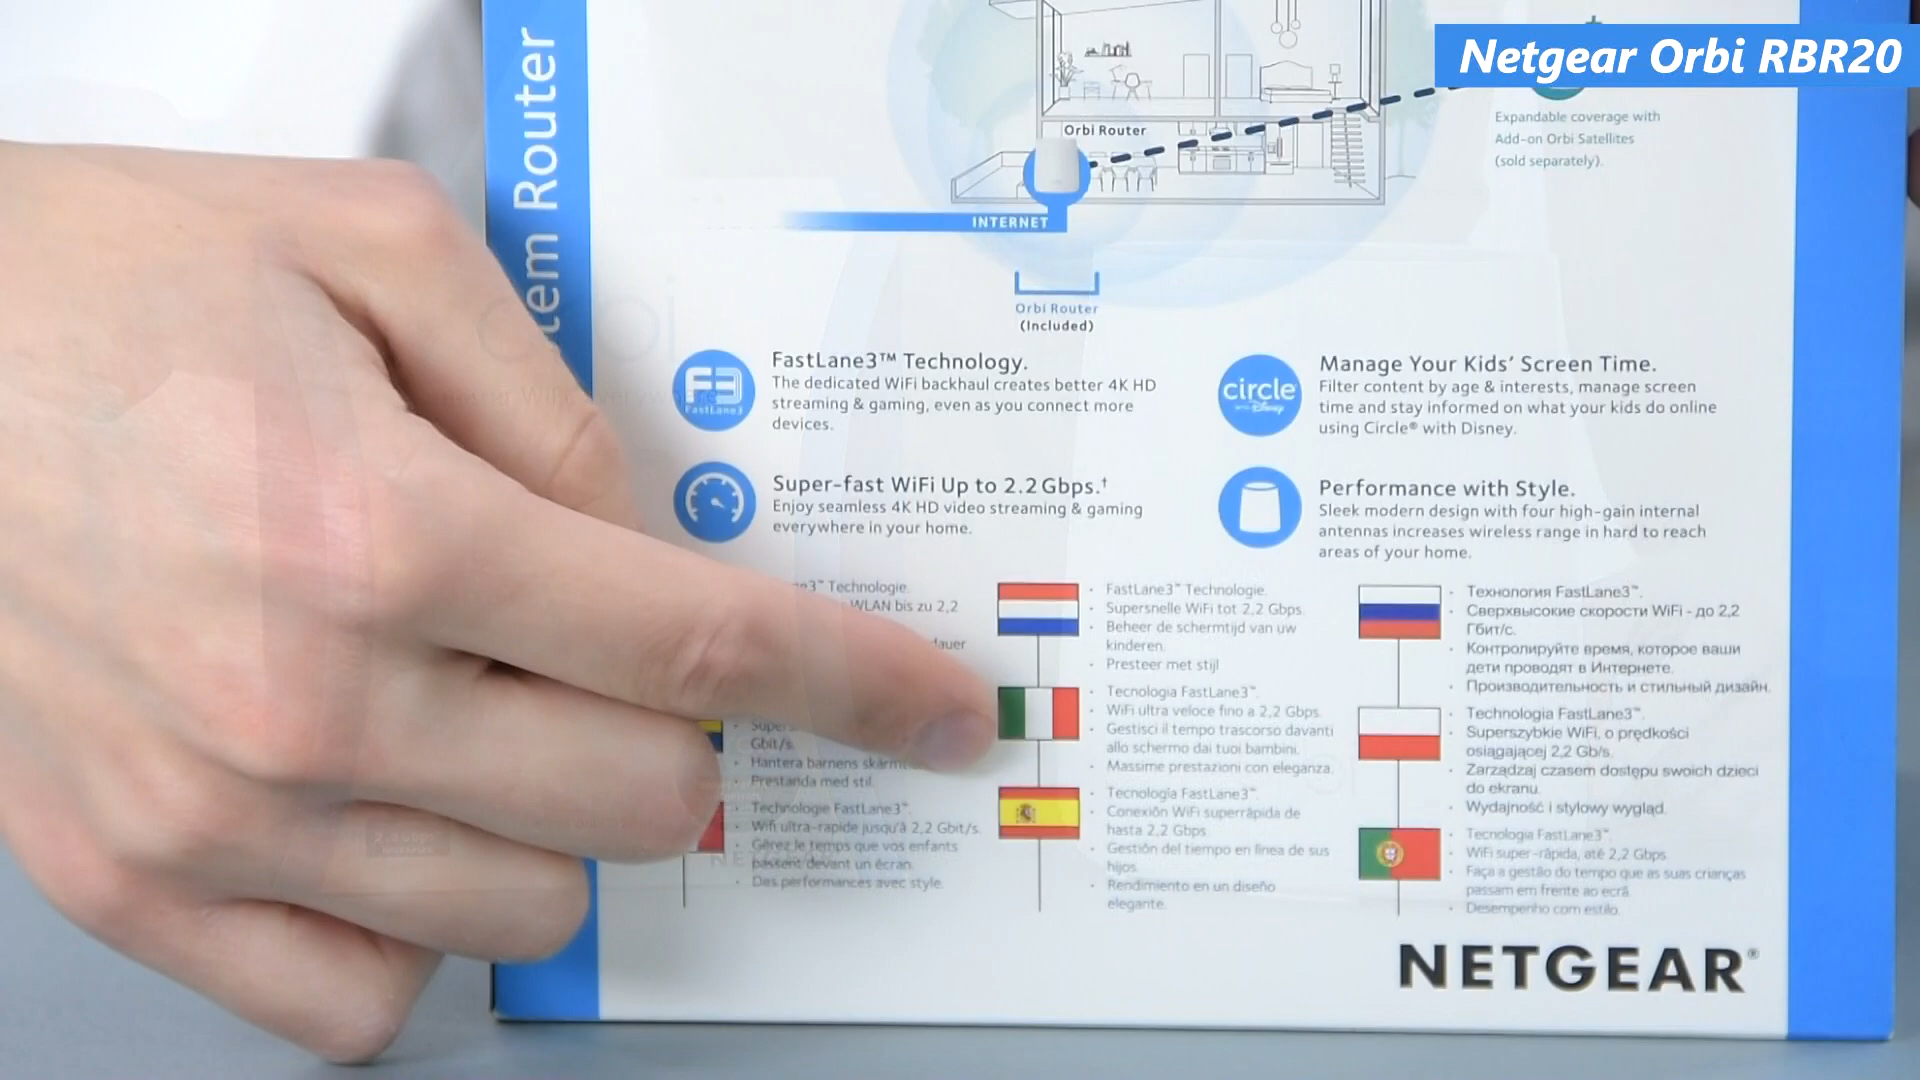 Netgear Orbi RBR20
tem Router
Expandable coverage with
Add-on Orbi Satellites
(sold separately).
Orbi Router
INTERNET
Orbi Router
(Included)
FastLane3™ Technology.
The dedicated WiFi backhaul creates better 4K HD
streaming & gaming, even as you connect more
devices.
F3
FastLane3
Manage Your Kids’ Screen Time.
Filter content by age & interests, manage screen
time and stay informed on what your kids do online
using Circle® with Disney.
circle
with Disney
Super-fast WiFi Up to 2.2 Gbps.†
Enjoy seamless 4K HD video streaming & gaming
everywhere in your home.
Performance with Style.
Sleek modern design with four high-gain internal
antennas increases wireless range in hard to reach
areas of your home.
Technologie.
WLAN bis zu 2,2
Gbit/s.
Hantera barnens
Prestanda med stil.
Technologie FastLane3™.
Wifi ultra-rapide jusqu'à 2,2 Gbit/s.
Gérez le temps que vos enfants
passent devant un écran.
Des performances avec style.
FastLane3™ Technologie.
Supersnelle WiFi tot 2,2 Gbps.
Beheer de schermtijd van uw
kinderen.
Presteer met stijl
Tecnologia FastLane3™.
WiFi ultra veloce fino a 2,2 Gbps.
Gestisci il tempo trascorso davanti
allo schermo dai tuoi bambini.
Massime prestazioni con eleganza.
Tecnología FastLane3™.
Conexión WiFi superrápida de
hasta 2,2 Gbps.
Gestión del tiempo en línea de sus
hijos.
Rendimiento en un diseño
elegante.
Технология FastLane3™.
Сверхвысокие скорости WiFi - до 2,2
Гбит/с.
Контролируйте время, которое ваши
дети проводят в Интернете.
Производительность и стильный дизайн.
Technologia FastLane3™.
Superszybkie WiFi, o prędkości
osiągającej 2,2 Gb/s.
Zarządzaj czasem dostępu swoich dzieci
do ekranu.
Wydajność i stylowy wygląd.
Tecnologia FastLane3™.
WiFi super-rápida, até 2,2 Gbps.
Faça a gestão do tempo que as suas crianças
passam em frente ao ecrã.
Desempenho com estilo.
NETGEAR®